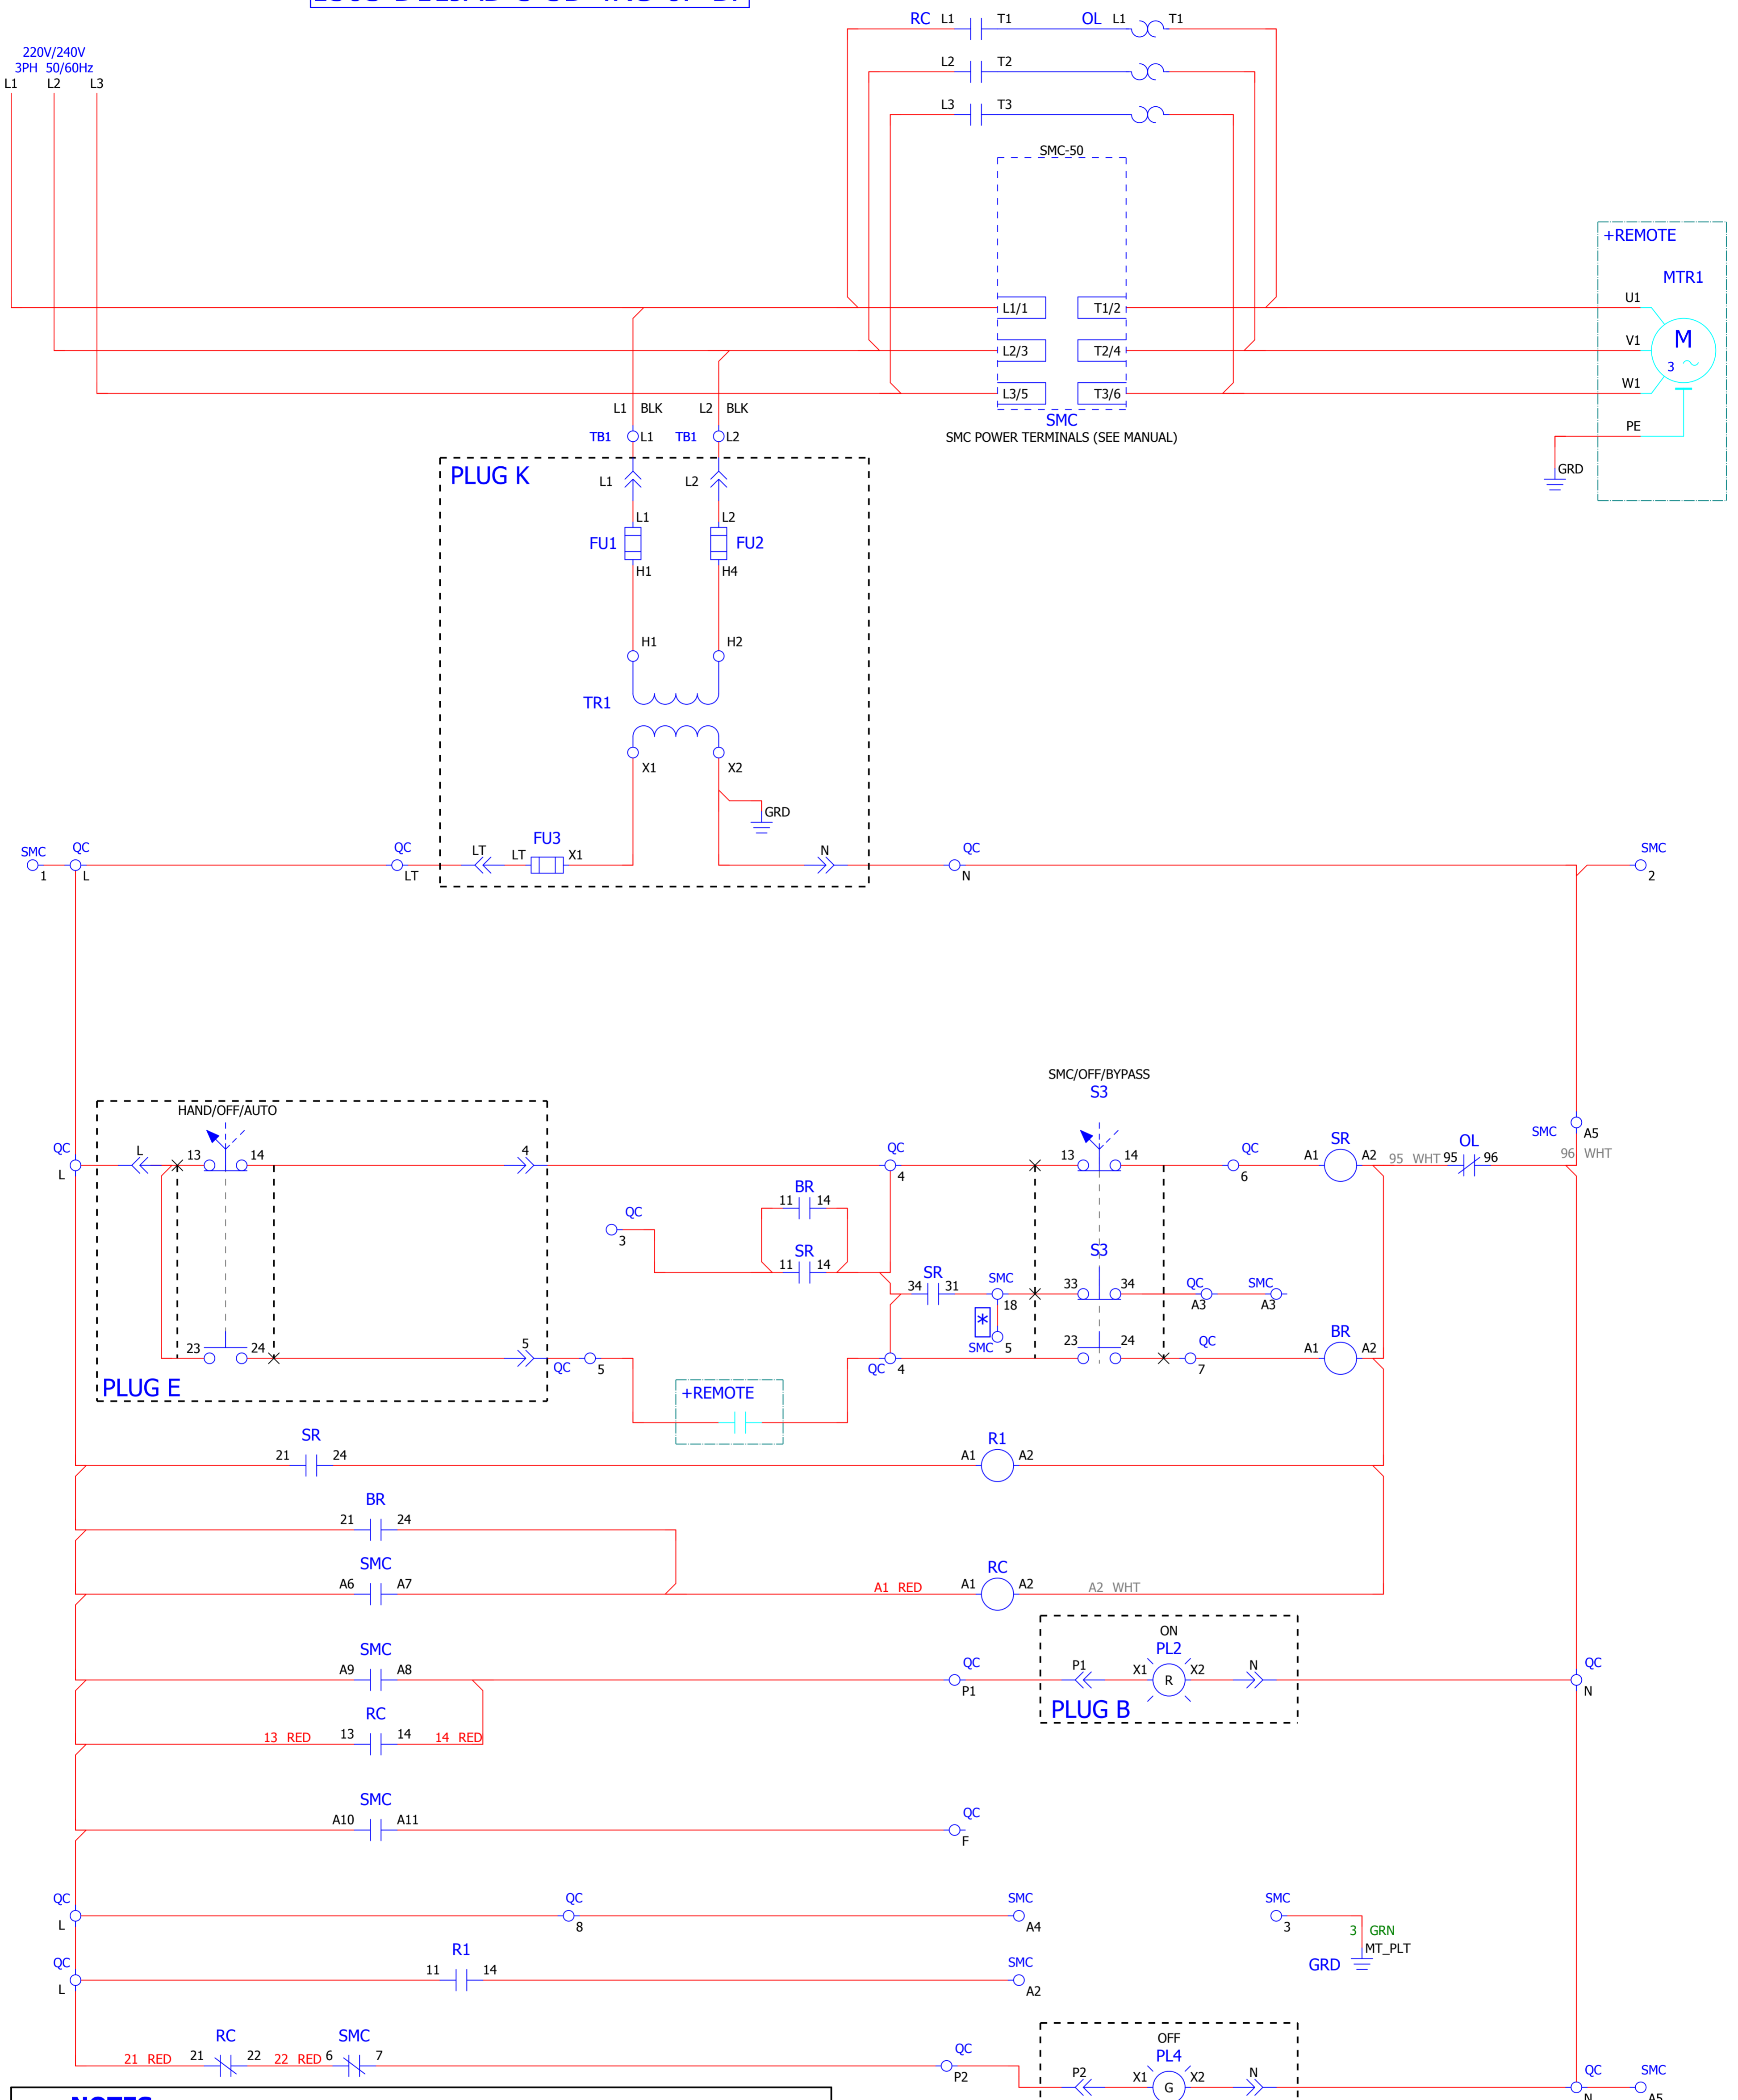 RC L1 T1 OL L1 T1
220V/240V
3PH 50/60Hz
L1 L2 L3
L2 T2
L3 T3
SMC-50
+REMOTE
MTR1
L1/1 T1/2 U1
L2/3 T2/4 V1 M
3
L3/5 T3/6 W1
L1 BLK L2 BLK
SMC
SMC POWER TERMINALS (SEE MANUAL)
PE
TB1 L1 TB1 L2
GRD
PLUG K
L1 L2
L1 L2
FU1 FU2
H1 H4
H1 H2
TR1
X1 X2
GRD
SMC QC QC LT LT FU3 X1 N QC SMC
1 L LT N 2
SMC/OFF/BYPASS
S3
HAND/OFF/AUTO
SMC A5
QC L 13 14 4 QC 13 14 QC SR OL
L 4 6 A1 A2 95 WHT 95 96 96 WHT
BR
11 14
QC
3
SR S3
11 14
SR SMC QC SMC
34 31 18 33 34 A3 A3
*
SMC 5
BR
23 24 5 QC 5 QC 4 23 24 QC 7 A1 A2
PLUG E
+REMOTE
SR R1
21 24 A1 A2
BR
21 24
SMC RC
A6 A7 A1 RED A1 A2 A2 WHT
ON
SMC PL2
A9 A8 QC P1 P1 X1 R X2 N QC N
PLUG B
RC
13 RED 13 14 14 RED
SMC
A10 A11 QC
F
QC QC SMC SMC
L 8 A4 3
3 GRN
MT_PLT
GRD
QC R1 SMC
L 11 14 A2
OFF
RC SMC PL4
21 RED 21 22 22 RED 6 7 QC P2 P2 X1 G X2 N QC SMC
N A5